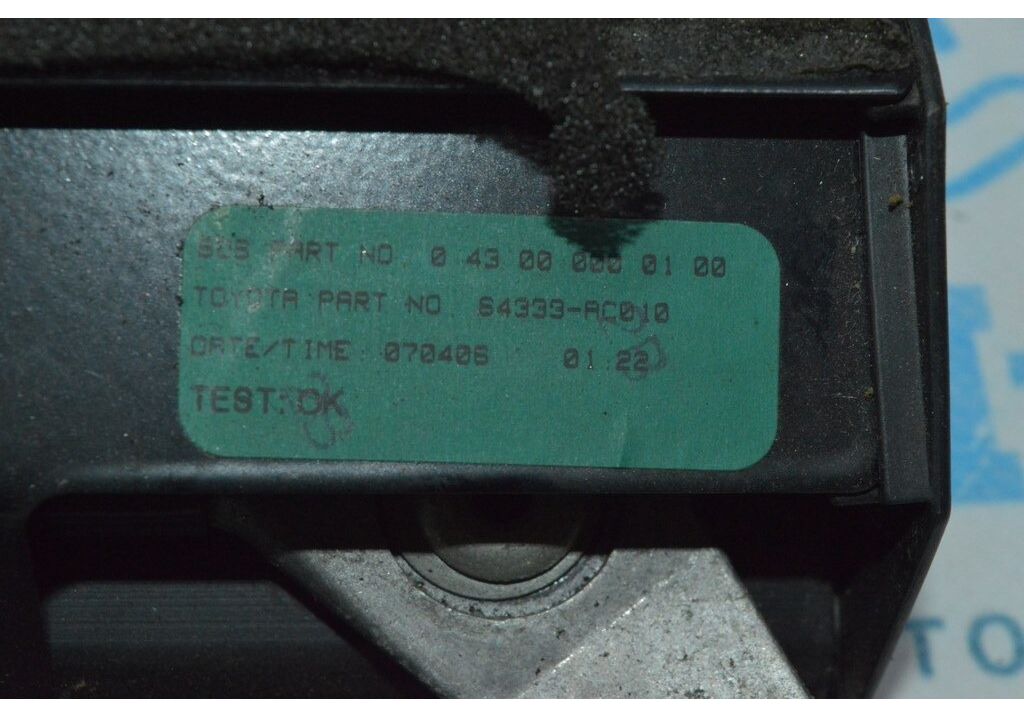 PART NO 0 43 00 000 01 00
TOYOTA PART NO 64333-AC010
DATE/TIME: 070406 01:22
TEST: OK
TO